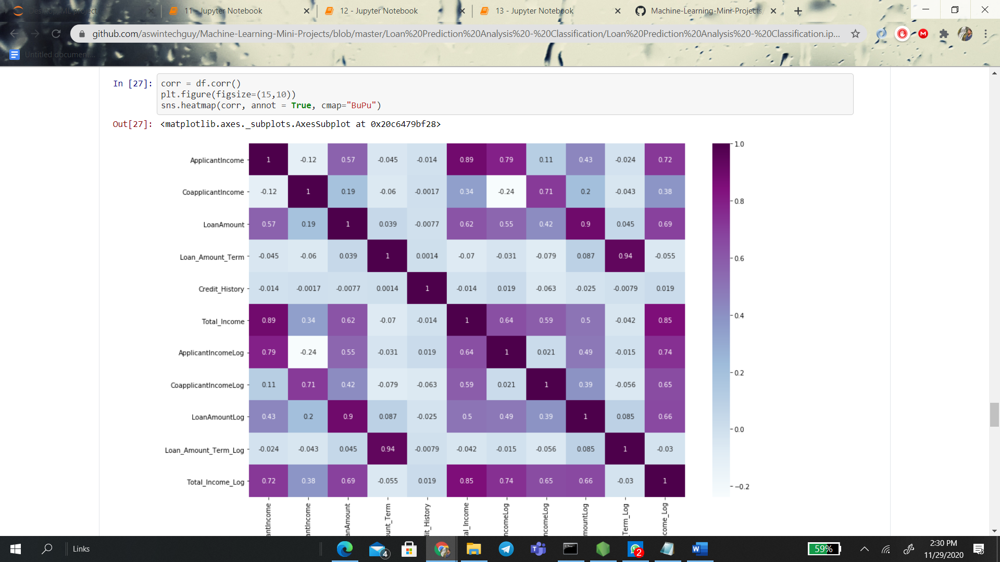 11 - Jupyter Notebook
12 - Jupyter Notebook
13 - Jupyter Notebook
Machine-Learning-Mini-Projects
github.com/aswintechguy/Machine-Learning-Mini-Projects/blob/master/Loan%20Prediction%20Analysis%20-%20Classification/Loan%20Prediction%20Analysis%20-%20Classification.ip...
Untitled document...
In [27]: corr = df.corr()
plt.figure(figsize=(15,10))
sns.heatmap(corr, annot = True, cmap="BuPu")
Out[27]: <matplotlib.axes._subplots.AxesSubplot at 0x20c6479bf28>
ApplicantIncome 1 -0.12 0.57 -0.045 -0.014 0.89 0.79 0.11 0.43 -0.024 0.72
CoapplicantIncome -0.12 1 0.19 -0.06 -0.0017 0.34 -0.24 0.71 0.2 -0.043 0.38
LoanAmount 0.57 0.19 1 0.039 -0.0077 0.62 0.55 0.42 0.9 0.045 0.69
Loan_Amount_Term -0.045 -0.06 0.039 1 0.0014 -0.07 -0.031 -0.079 0.087 0.94 -0.055
Credit_History -0.014 -0.0017 -0.0077 0.0014 1 -0.014 0.019 -0.063 -0.025 -0.0079 0.019
Total_Income 0.89 0.34 0.62 -0.07 -0.014 1 0.64 0.59 0.5 -0.042 0.85
ApplicantIncomeLog 0.79 -0.24 0.55 -0.031 0.019 0.64 1 0.021 0.49 -0.015 0.74
CoapplicantIncomeLog 0.11 0.71 0.42 -0.079 -0.063 0.59 0.021 1 0.39 -0.056 0.65
LoanAmountLog 0.43 0.2 0.9 0.087 -0.025 0.5 0.49 0.39 1 0.085 0.66
Loan_Amount_Term_Log -0.024 -0.043 0.045 0.94 -0.0079 -0.042 -0.015 -0.056 0.085 1 -0.03
Total_Income_Log 0.72 0.38 0.69 -0.055 0.019 0.85 0.74 0.65 0.66 -0.03 1
1.0
0.8
0.6
0.4
0.2
0.0
−0.2
antIncome
antIncome
anAmount
ount_Term
lit_History
al_Income
ncomeLog
ncomeLog
mountLog
_Term_Log
come_Log
Links
4
2
W
59%
2:30 PM
11/29/2020